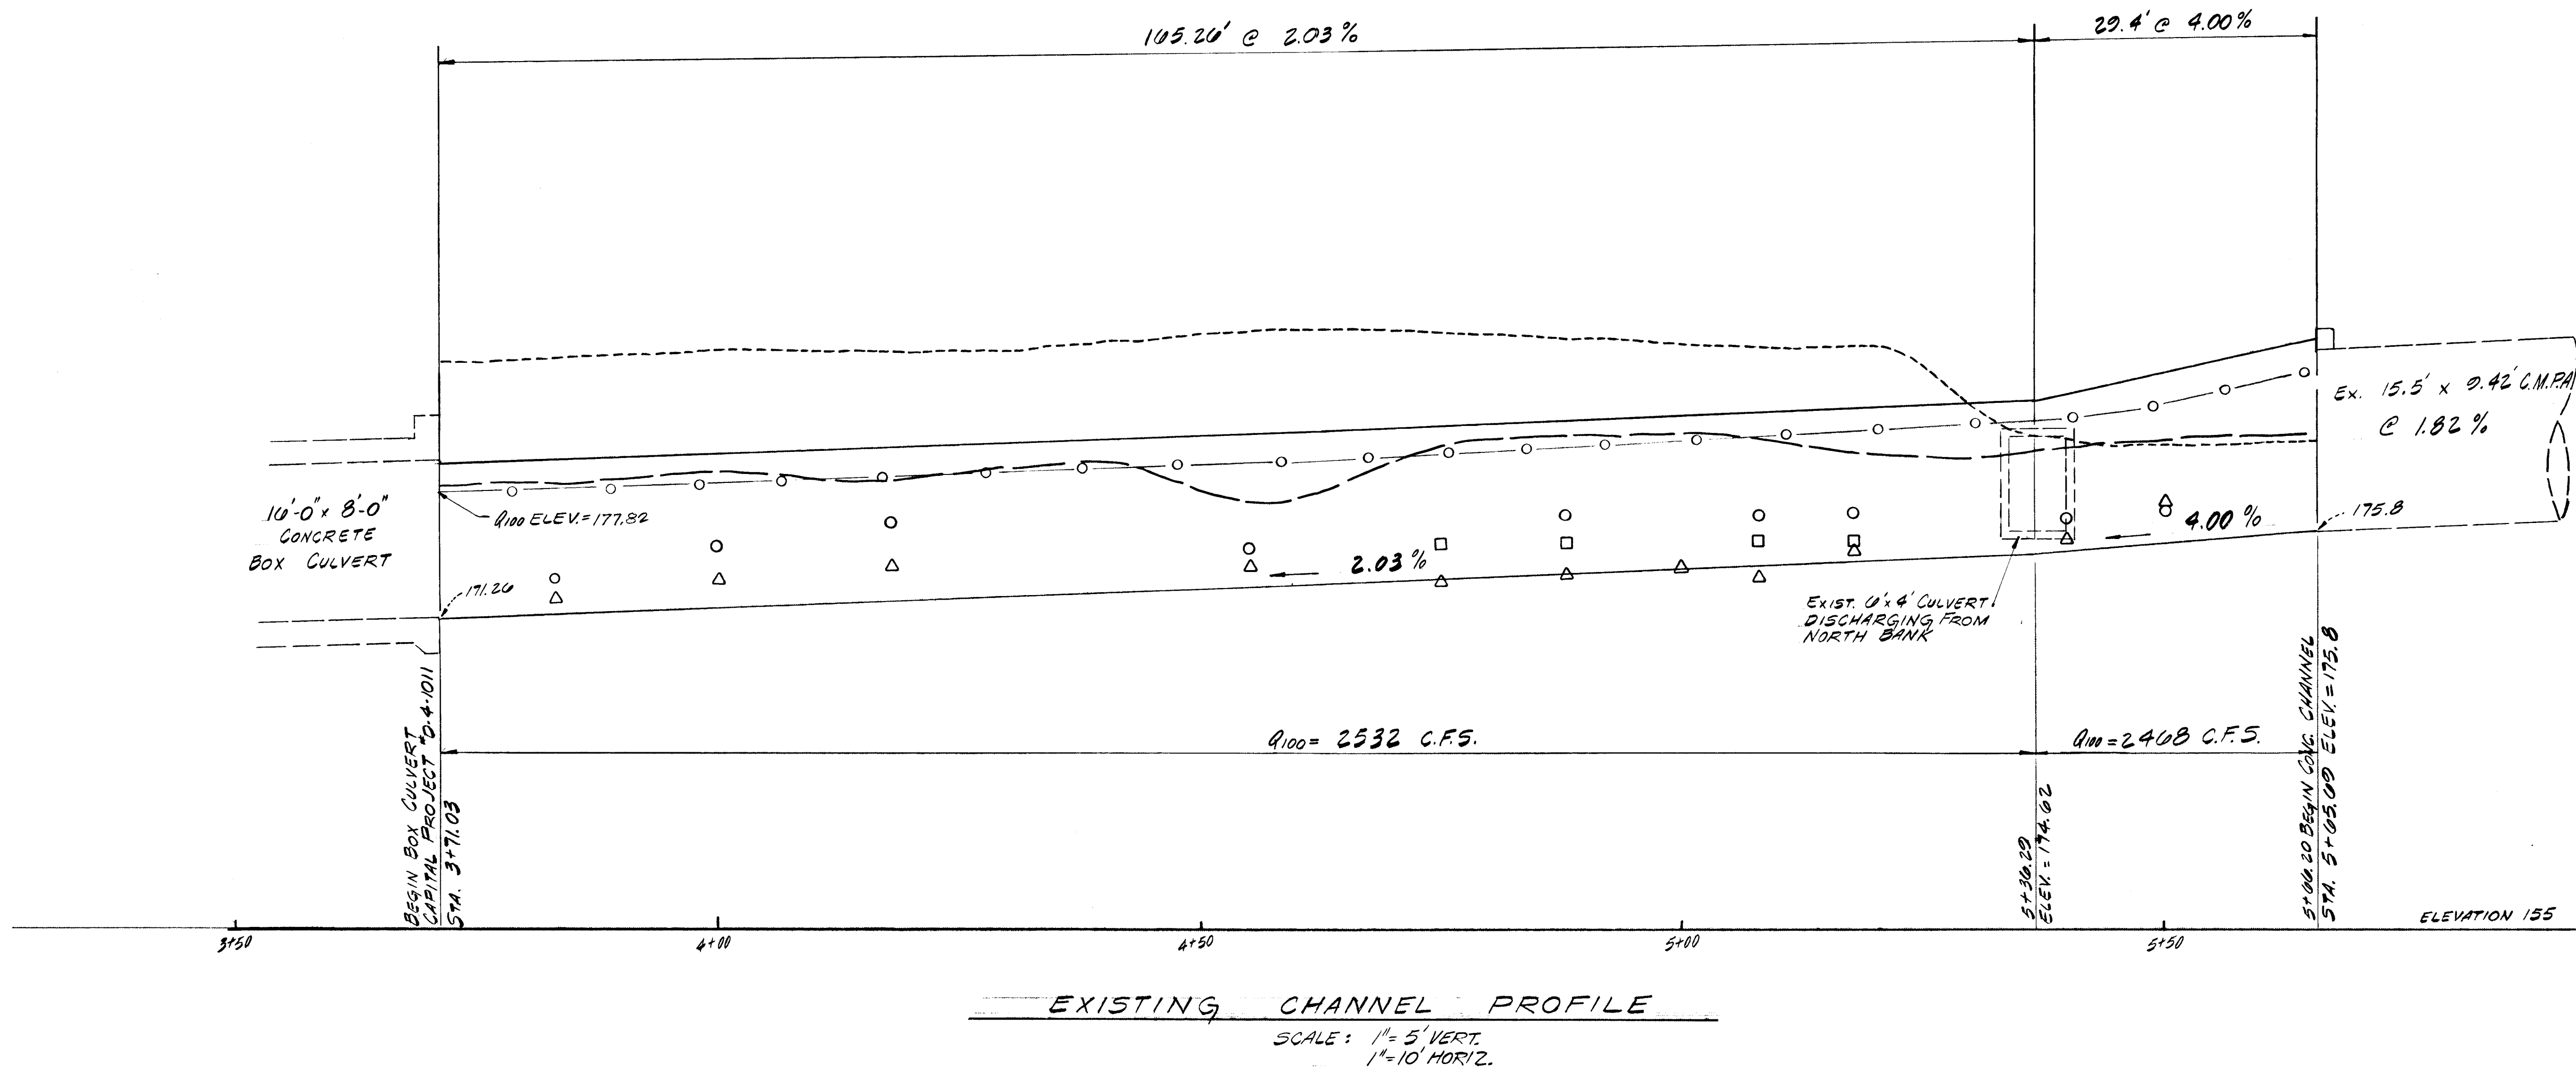 165.26' @ 2.03%
29.4' @ 4.00%
Ex. 15.5' x 9.42' C.M.P.A
@ 1.82%
16'-0" x 8'-0"
CONCRETE
BOX CULVERT
Q100 ELEV.=177.82
171.26
2.03%
4.00%
175.8
EXIST. 6'x4' CULVERT
DISCHARGING FROM
NORTH BANK
BEGIN BOX CULVERT
CAPITAL PROJECT #D-4-1011
STA. 3+71.03
Q100= 2532 C.F.S.
Q100=2468 C.F.S.
5+36.29
ELEV.=174.62
5+66.20 BEGIN CONC. CHANNEL
STA. 5+65.69 ELEV.=175.8
ELEVATION 155
3+50
4+00
4+50
5+00
5+50
EXISTING CHANNEL PROFILE
SCALE: 1"=5' VERT.
1"=10' HORIZ.